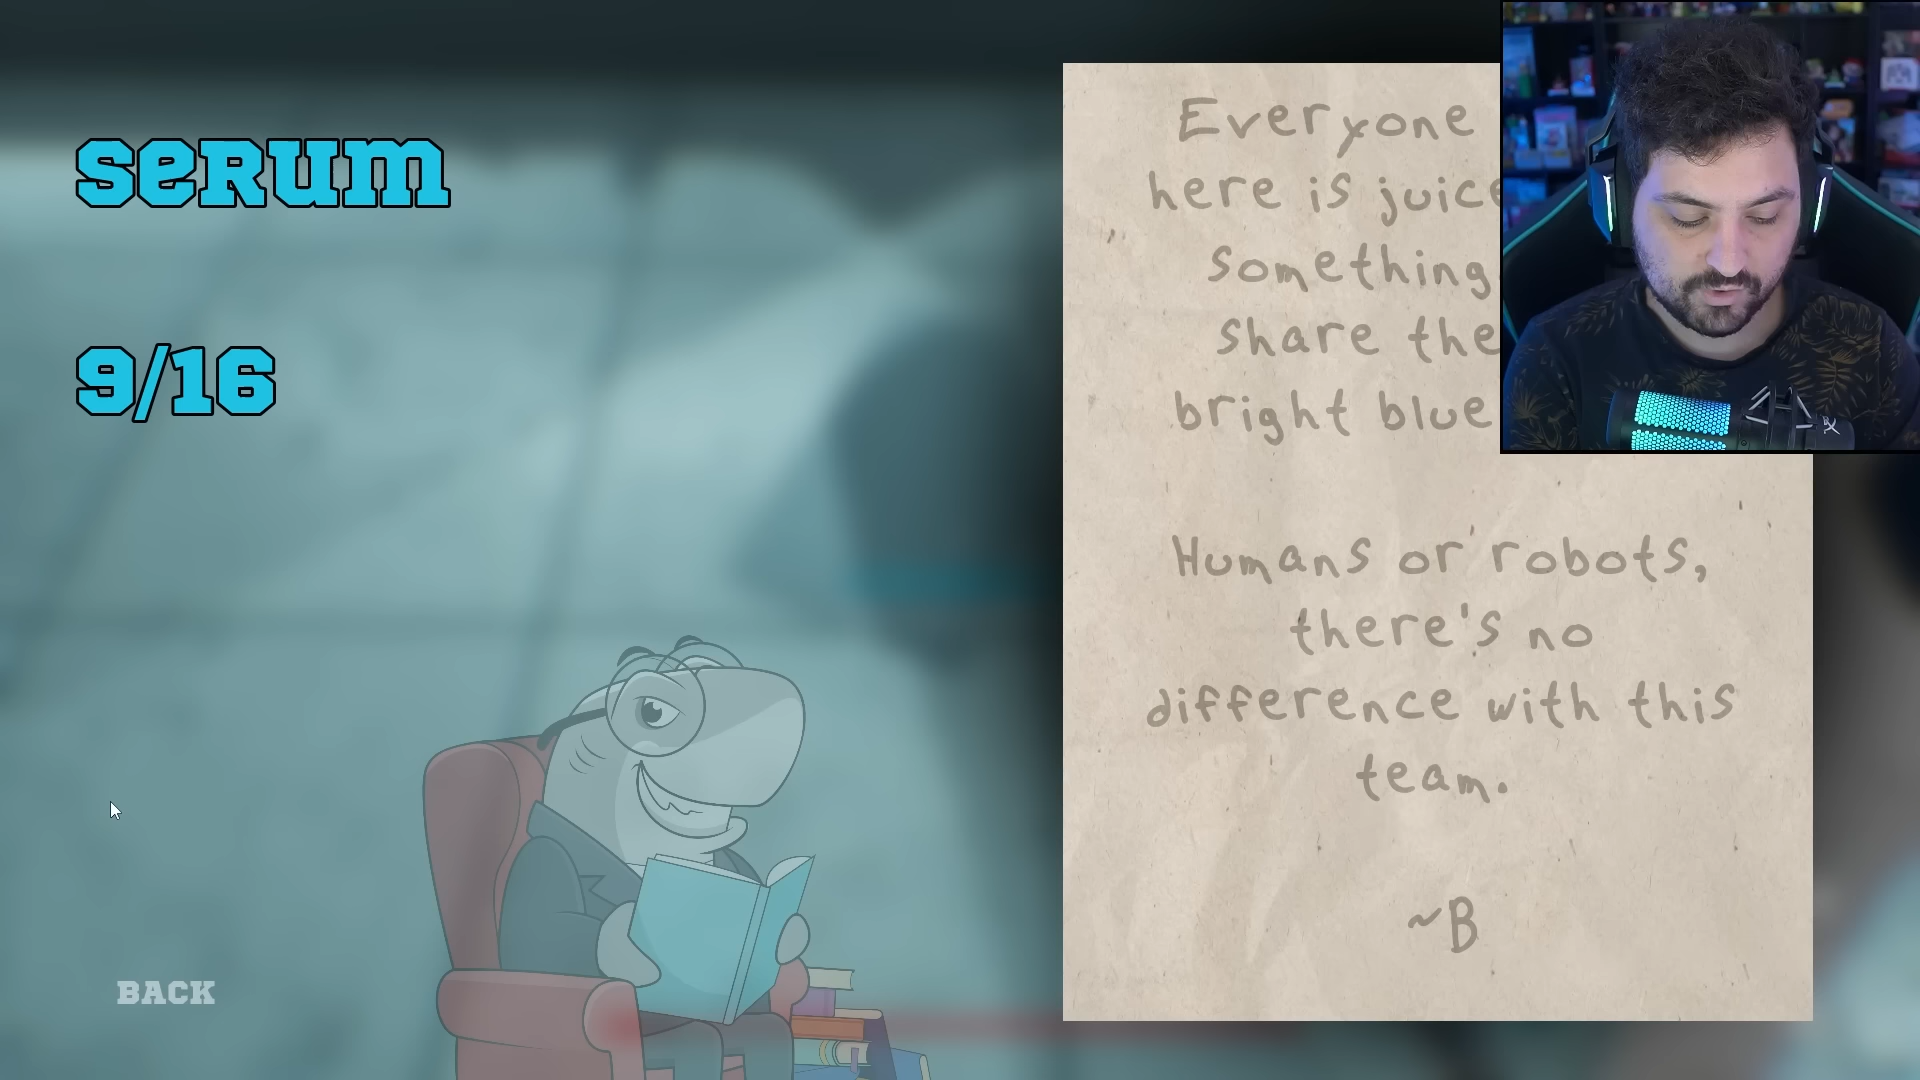 SERUM
9/16
BACK
Everyone
here is juice
something
share the
bright blue
Humans or robots,
there's no
difference with this
team.
~B